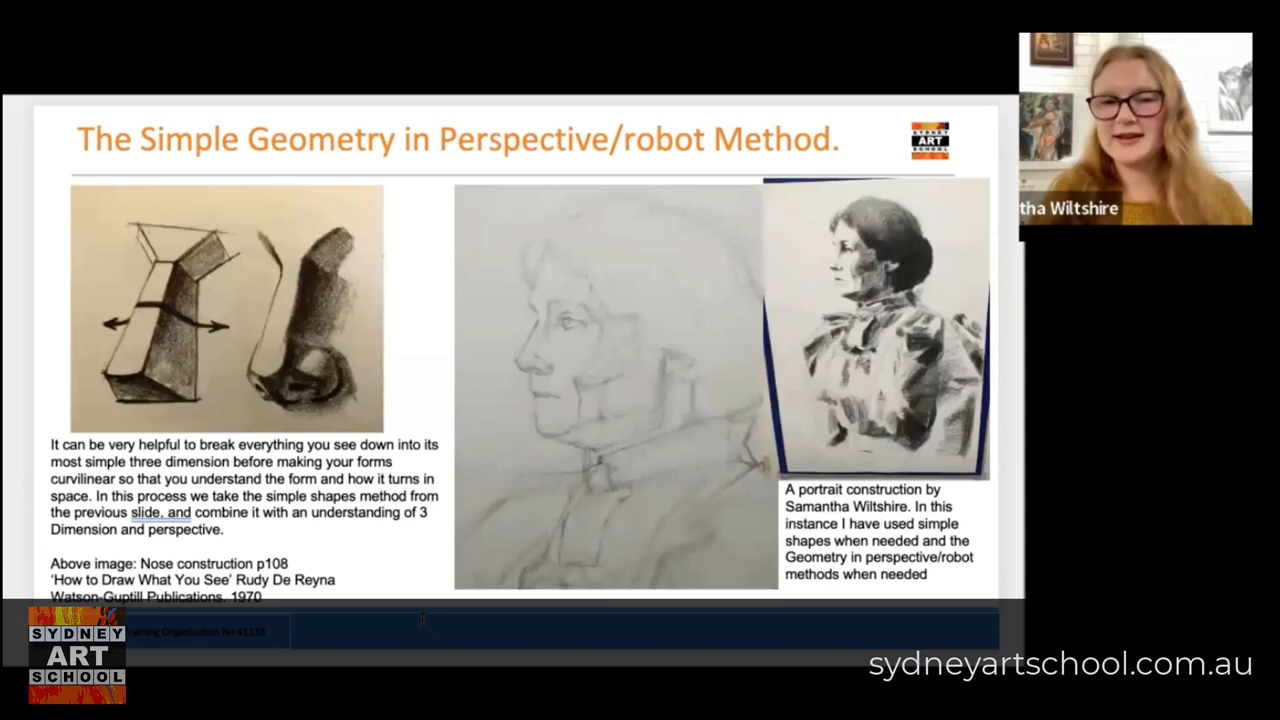 The Simple Geometry in Perspective/robot Method.
SYDNEY
ART
SCHOOL
tha Wiltshire
It can be very helpful to break everything you see down into its
most simple three dimension before making your forms
curvilinear so that you understand the form and how it turns in
space. In this process we take the simple shapes method from
the previous slide. and combine it with an understanding of 3
Dimension and perspective.
Above image: Nose construction p108
‘How to Draw What You See’ Rudy De Reyna
Watson-Guptill Publications. 1970
A portrait construction by
Samantha Wiltshire. In this
instance I have used simple
shapes when needed and the
Geometry in perspective/robot
methods when needed
Training Organisation No 41155
SYDNEY
ART
SCHOOL
sydneyartschool.com.au